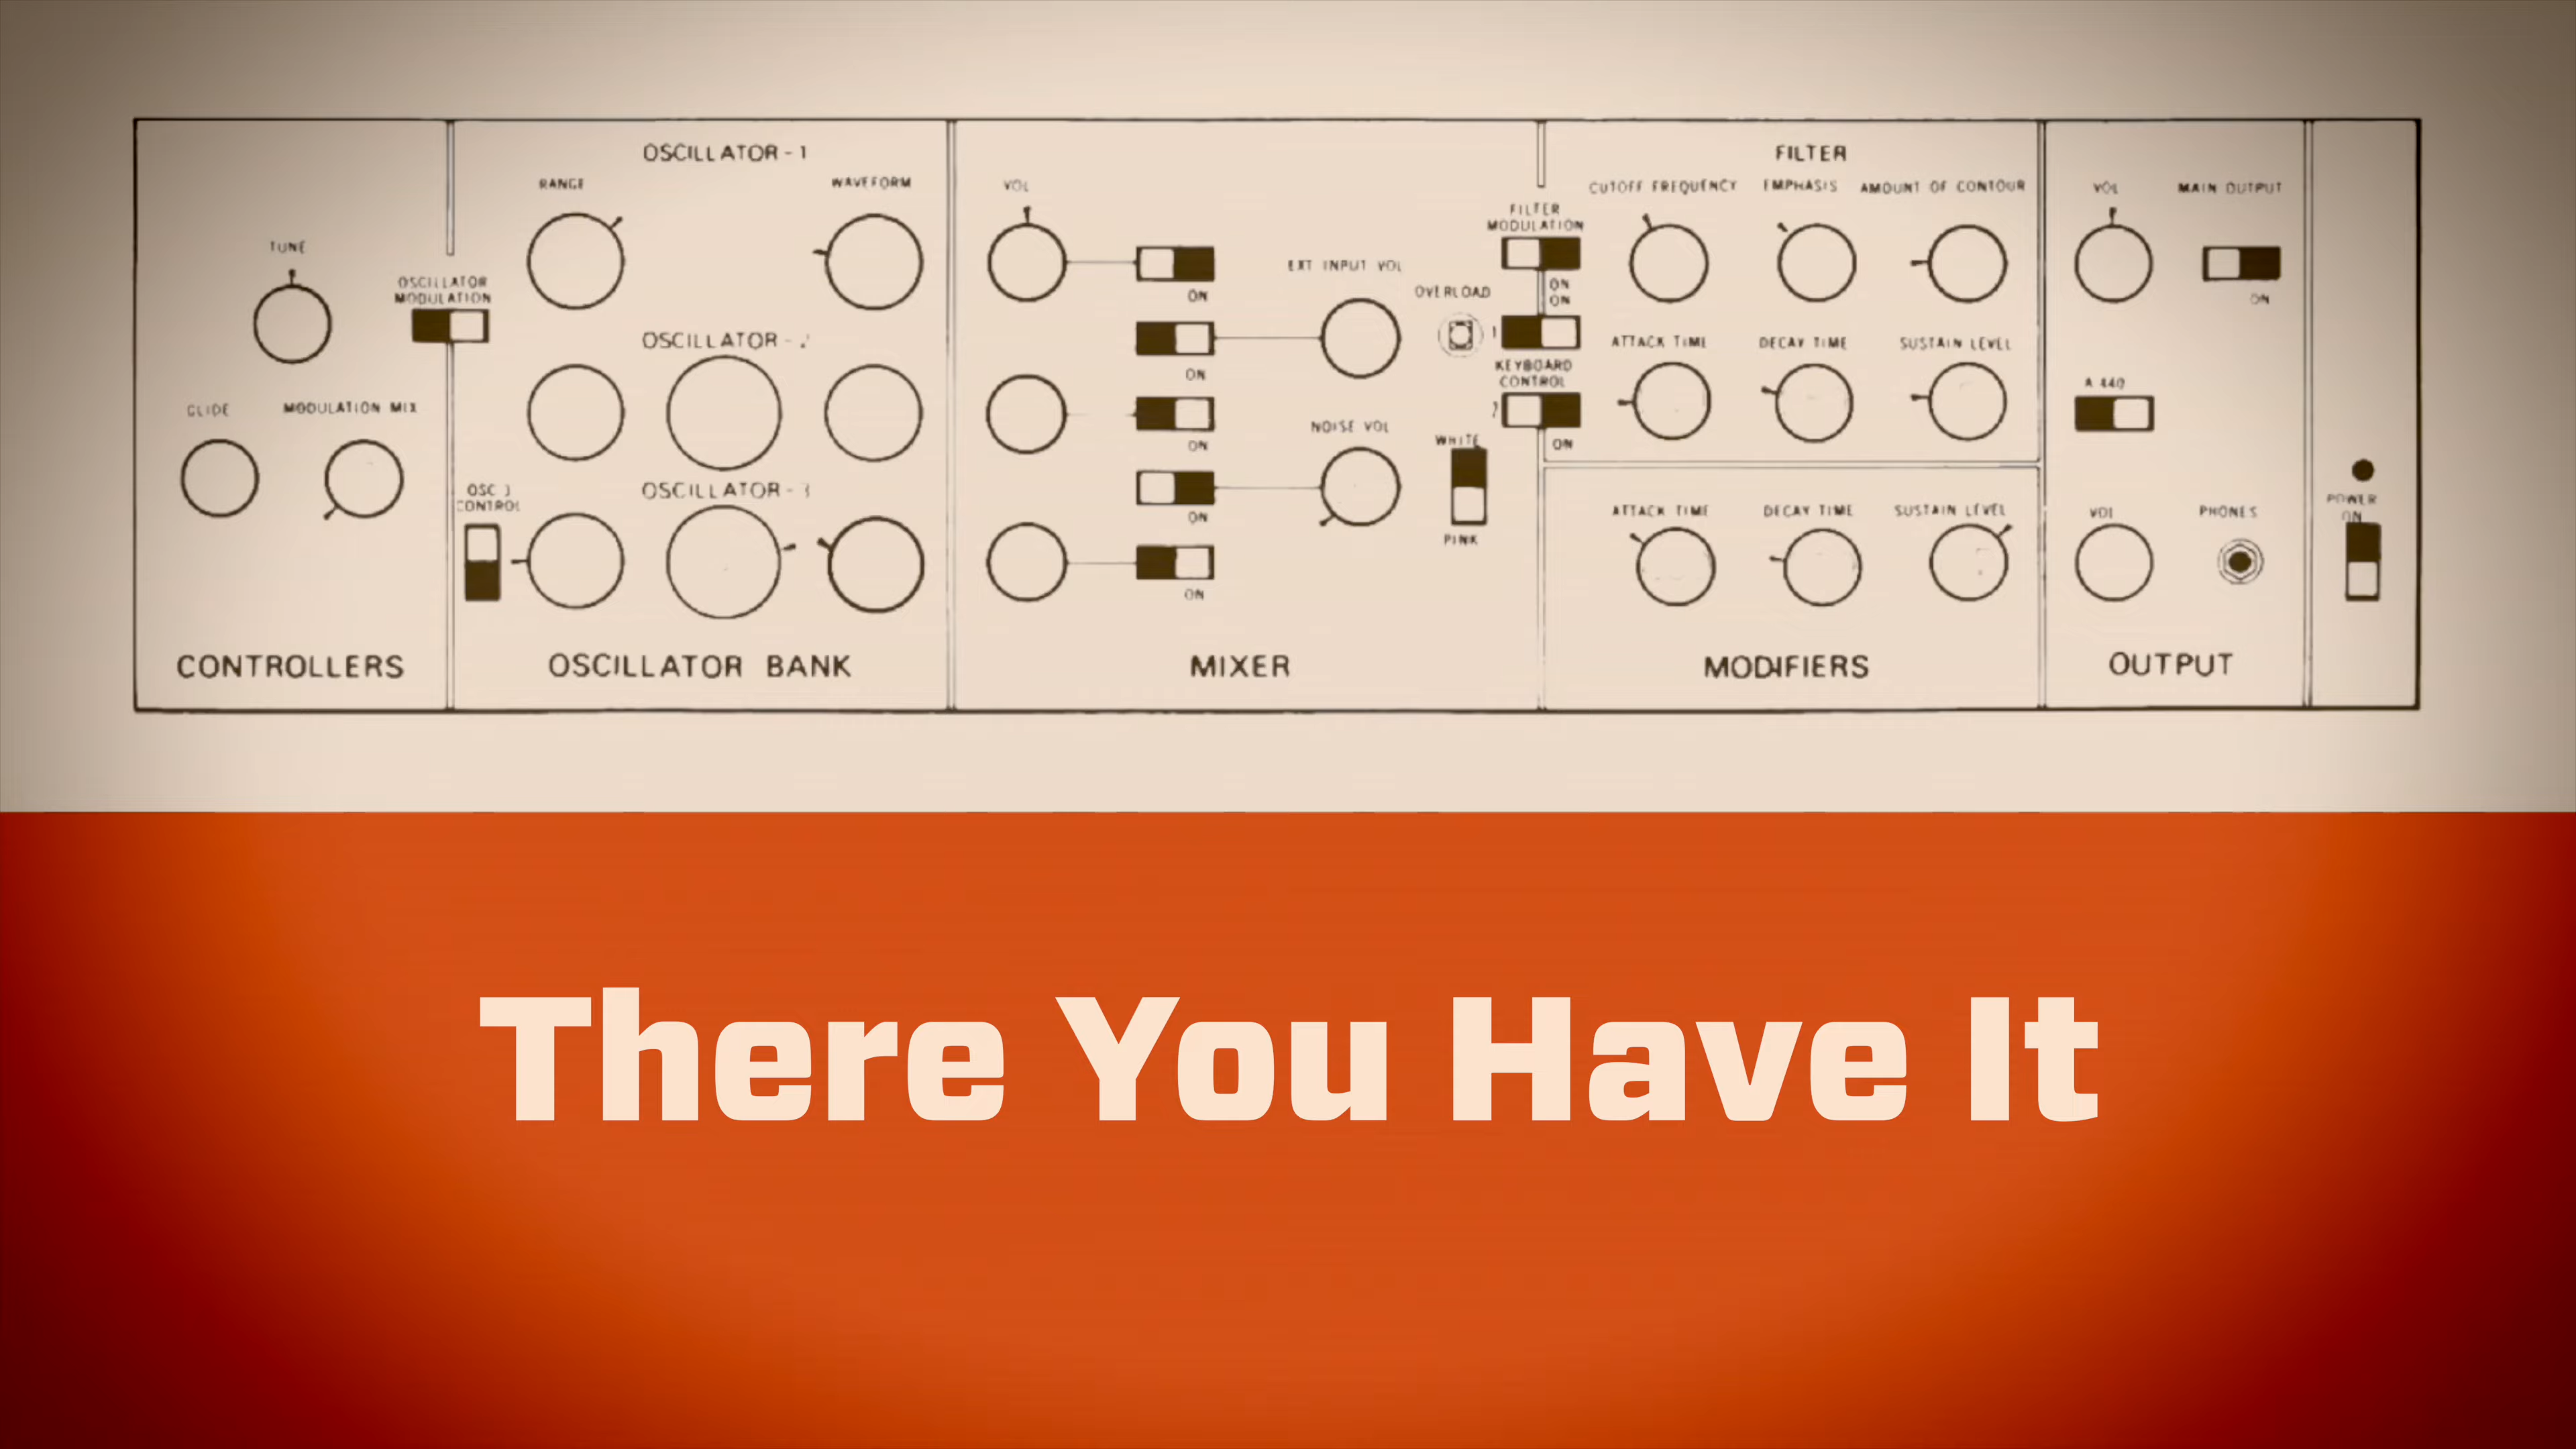 OSCILLATOR - 1
RANGE
WAVEFORM
TUNE
OSCILLATOR
MODULATION
OSCILLATOR - 2
GLIDE
MODULATION MIX
OSC 3
CONTROL
OSCILLATOR - 3
CONTROLLERS
OSCILLATOR BANK
VOL
ON
ON
ON
ON
ON
EXT INPUT VOL
OVERLOAD
NOISE VOL
WHITE
PINK
MIXER
FILTER
MODULATION
ON
ON
1
KEYBOARD
CONTROL
2
ON
FILTER
CUTOFF FREQUENCY
EMPHASIS
AMOUNT OF CONTOUR
ATTACK TIME
DECAY TIME
SUSTAIN LEVEL
ATTACK TIME
DECAY TIME
SUSTAIN LEVEL
MODIFIERS
VOL
MAIN OUTPUT
ON
A 440
VOL
PHONES
OUTPUT
POWER
ON
There You Have It